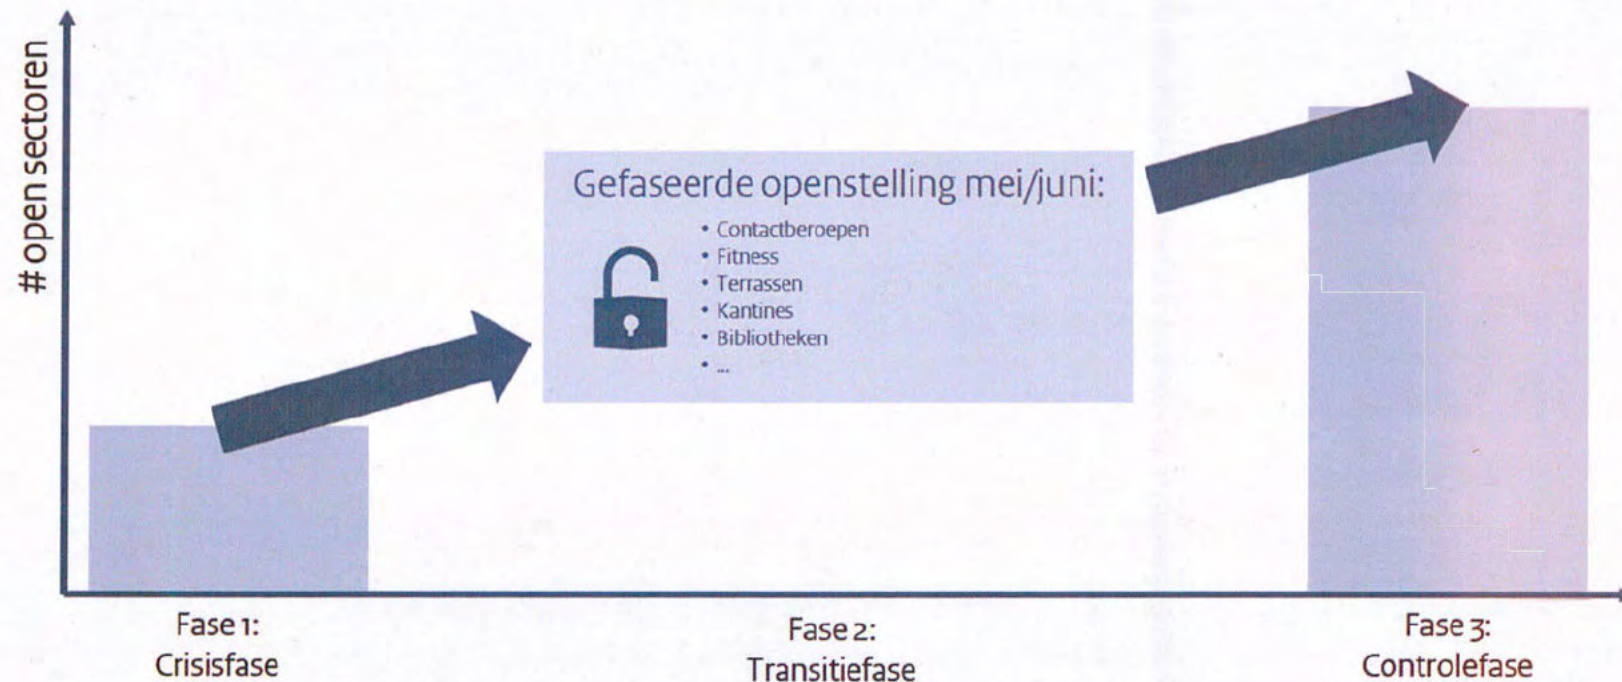 # open sectoren
Gefaseerde openstelling mei/juni:
• Contactberoepen
• Fitness
• Terrassen
• Kantines
• Bibliotheken
• ...
Fase 1:
Crisisfase
Fase 2:
Transitiefase
Fase 3:
Controlefase